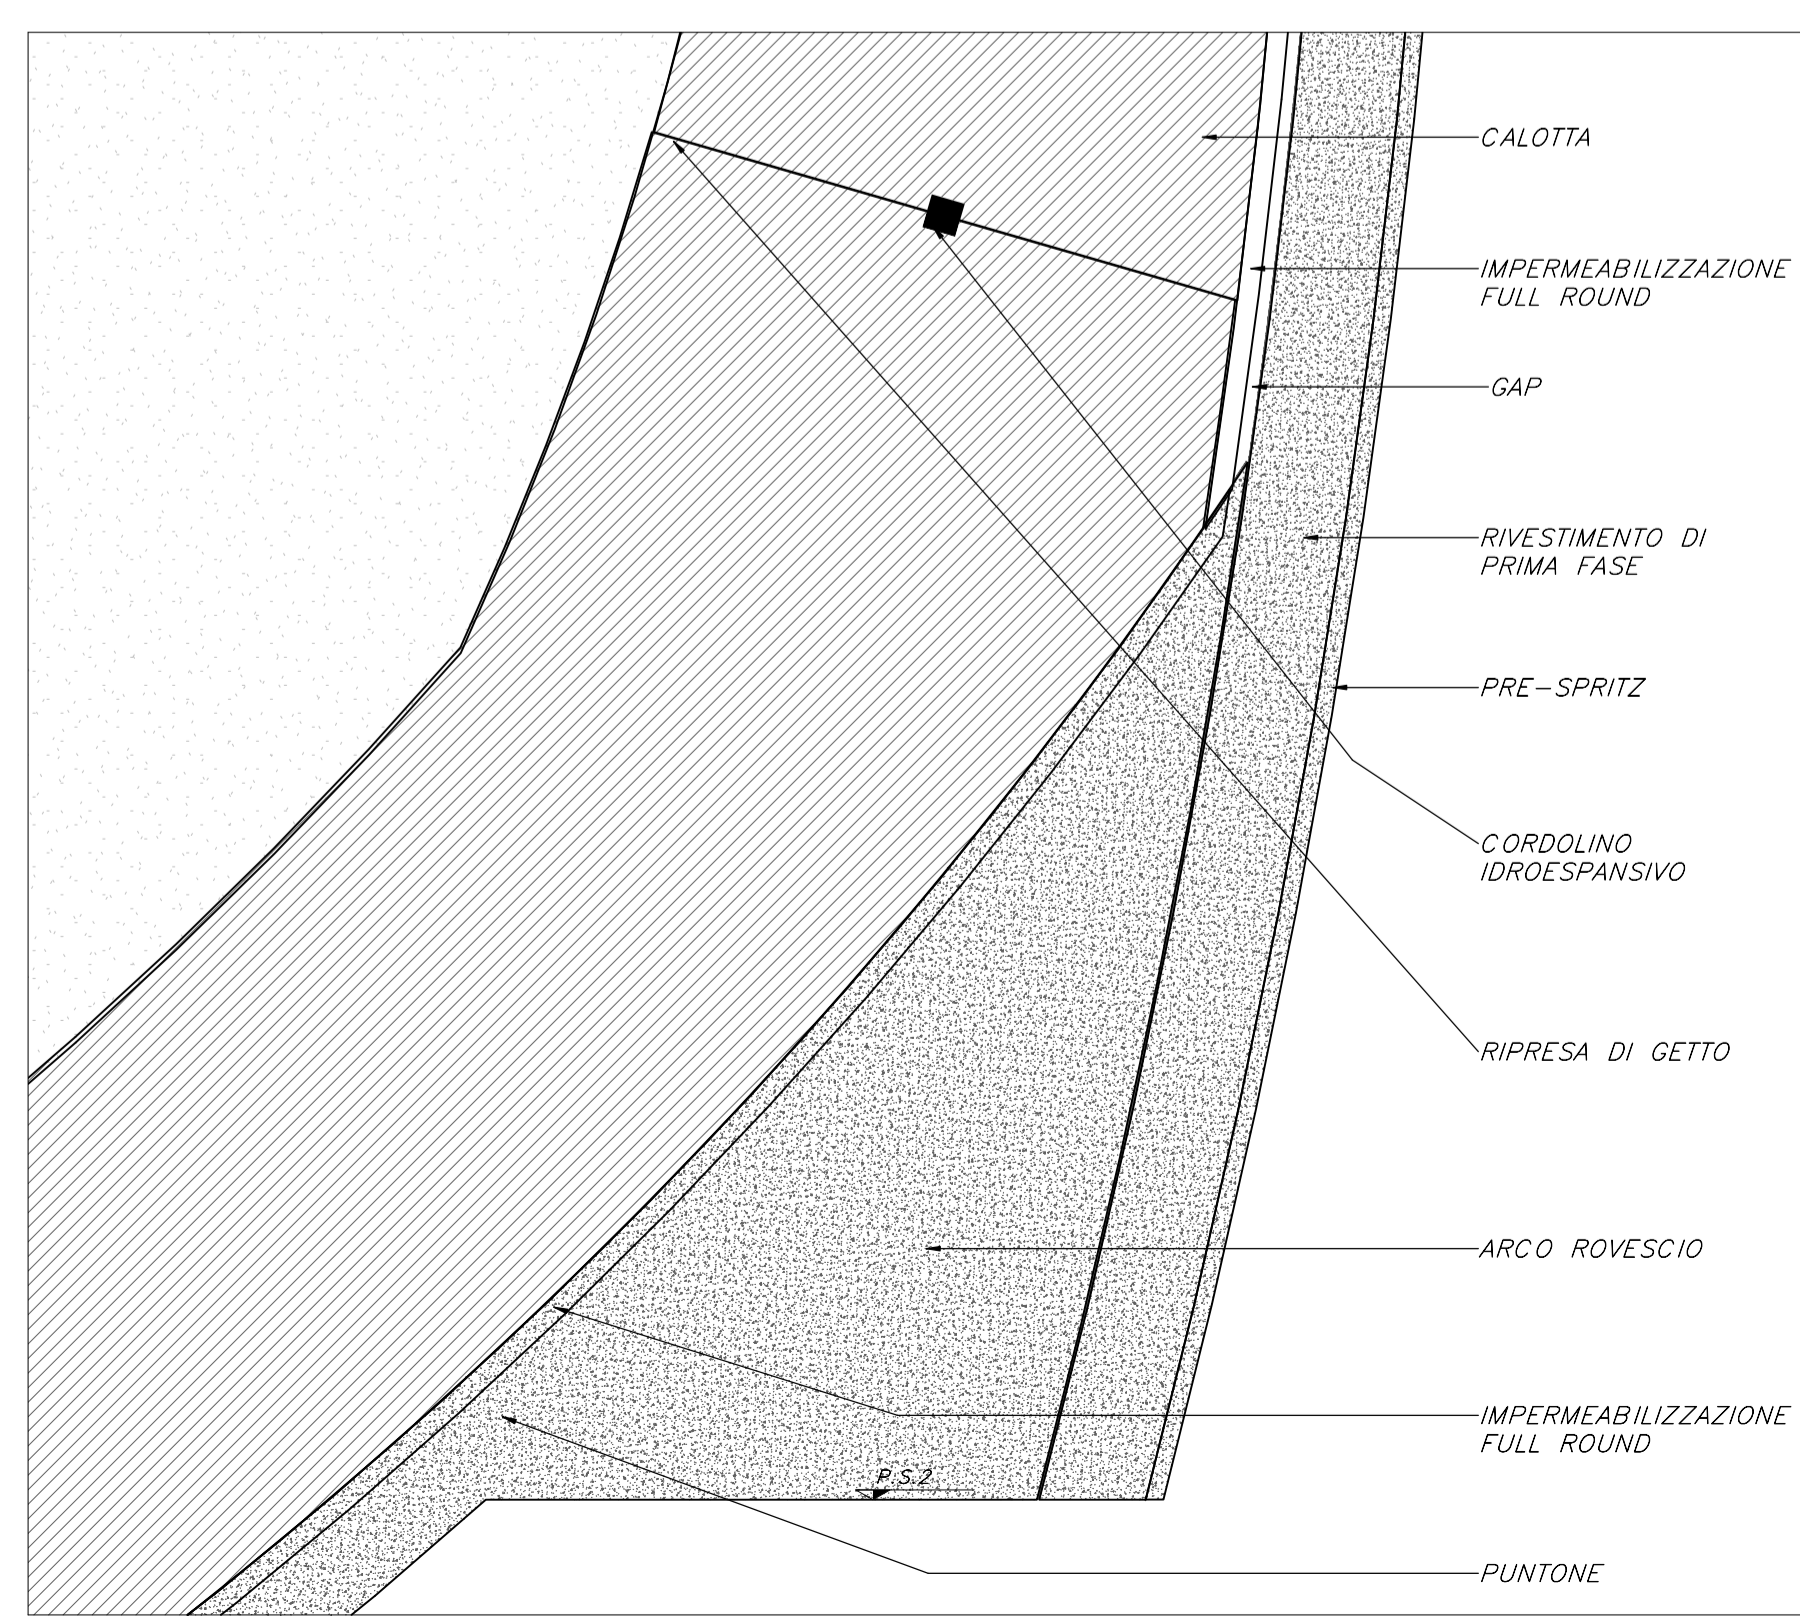 CALOTTA
IMPERMEABILIZZAZIONE
FULL ROUND
GAP
RIVESTIMENTO DI
PRIMA FASE
PRE-SPRITZ
CORDOLINO
IDROESPANSIVO
RIPRESA DI GETTO
ARCO ROVESCIO
IMPERMEABILIZZAZIONE
FULL ROUND
P.S.2
PUNTONE